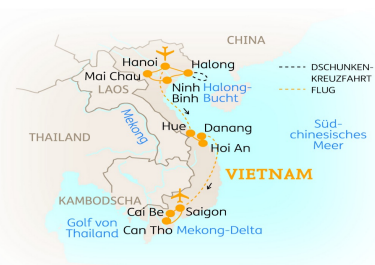 CHINA
Hanoi
Halong
Mai Chau
LAOS
Ninh
Binh
Halong-
Bucht
DSCHUNKEN-
KREUZFAHRT
FLUG
Mekong
Hue
Danang
Hoi An
Süd-
chinesisches
Meer
THAILAND
VIETNAM
KAMBODSCHA
Cai Be
Saigon
Golf von
Thailand
Can Tho
Mekong-Delta